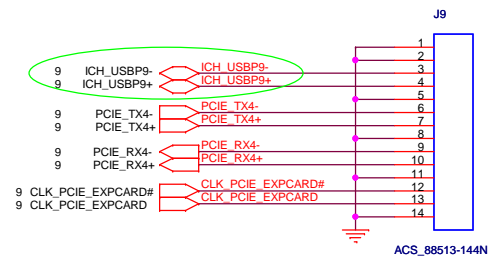 J9
1
2
9 ICH_USBP9- ICH_USBP9- 3
9 ICH_USBP9+ ICH_USBP9+ 4
5
9 PCIE_TX4- PCIE_TX4- 6
9 PCIE_TX4+ PCIE_TX4+ 7
8
9 PCIE_RX4- PCIE_RX4- 9
9 PCIE_RX4+ PCIE_RX4+ 10
11
9 CLK_PCIE_EXPCARD# CLK_PCIE_EXPCARD# 12
9 CLK_PCIE_EXPCARD CLK_PCIE_EXPCARD 13
14
ACS_88513-144N